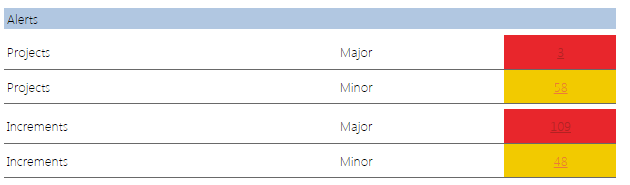 Alerts
Projects Major 3
Projects Minor 58
Increments Major 109
Increments Minor 48